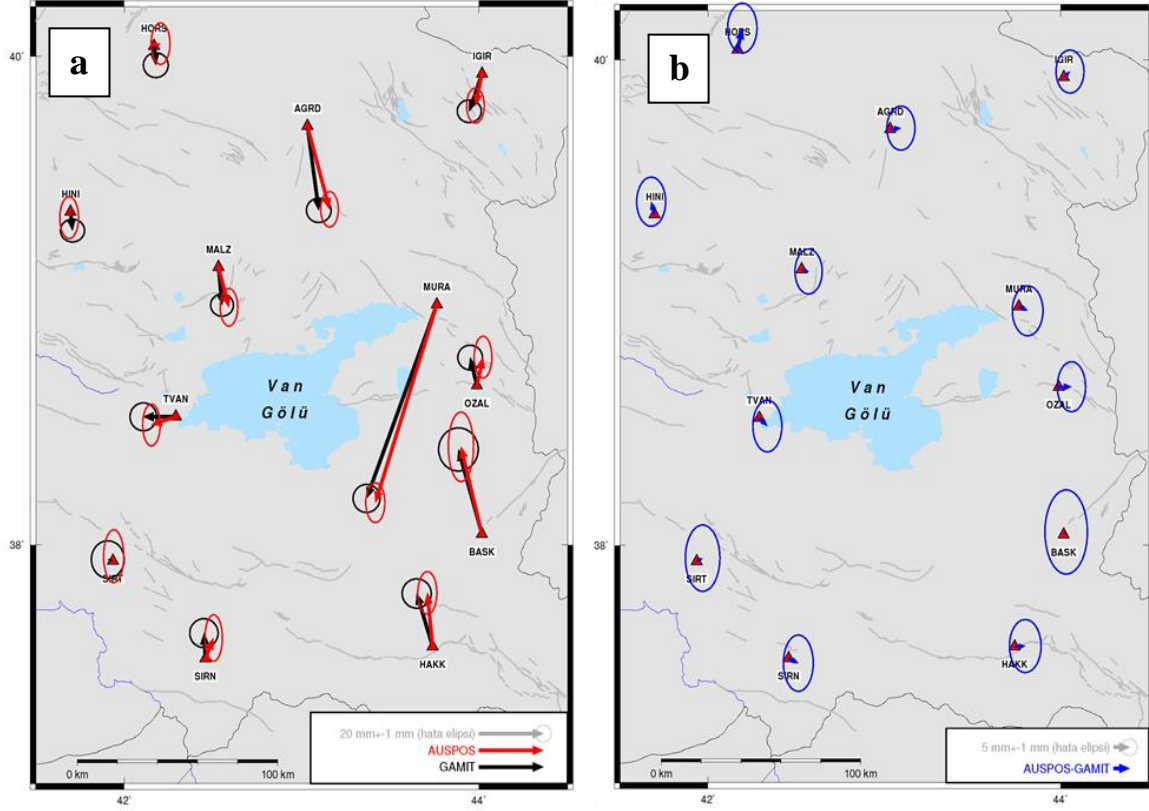 a
HORS
40°
IGIR
AGRD
HINI
MALZ
MURA
Van
Gölü
TVAN
OZAL
38°
BASK
SIRT
HAKK
SIRN
20 mm+-1 mm (hata elipsi)
AUSPOS
GAMIT
0 km
100 km
42°
44°
b
HORS
40°
IGIR
AGRD
HINI
MALZ
MURA
Van
Gölü
TVAN
OZAL
38°
BASK
SIRT
HAKK
SIRN
5 mm+-1 mm (hata elipsi)
AUSPOS-GAMIT
0 km
100 km
42°
44°